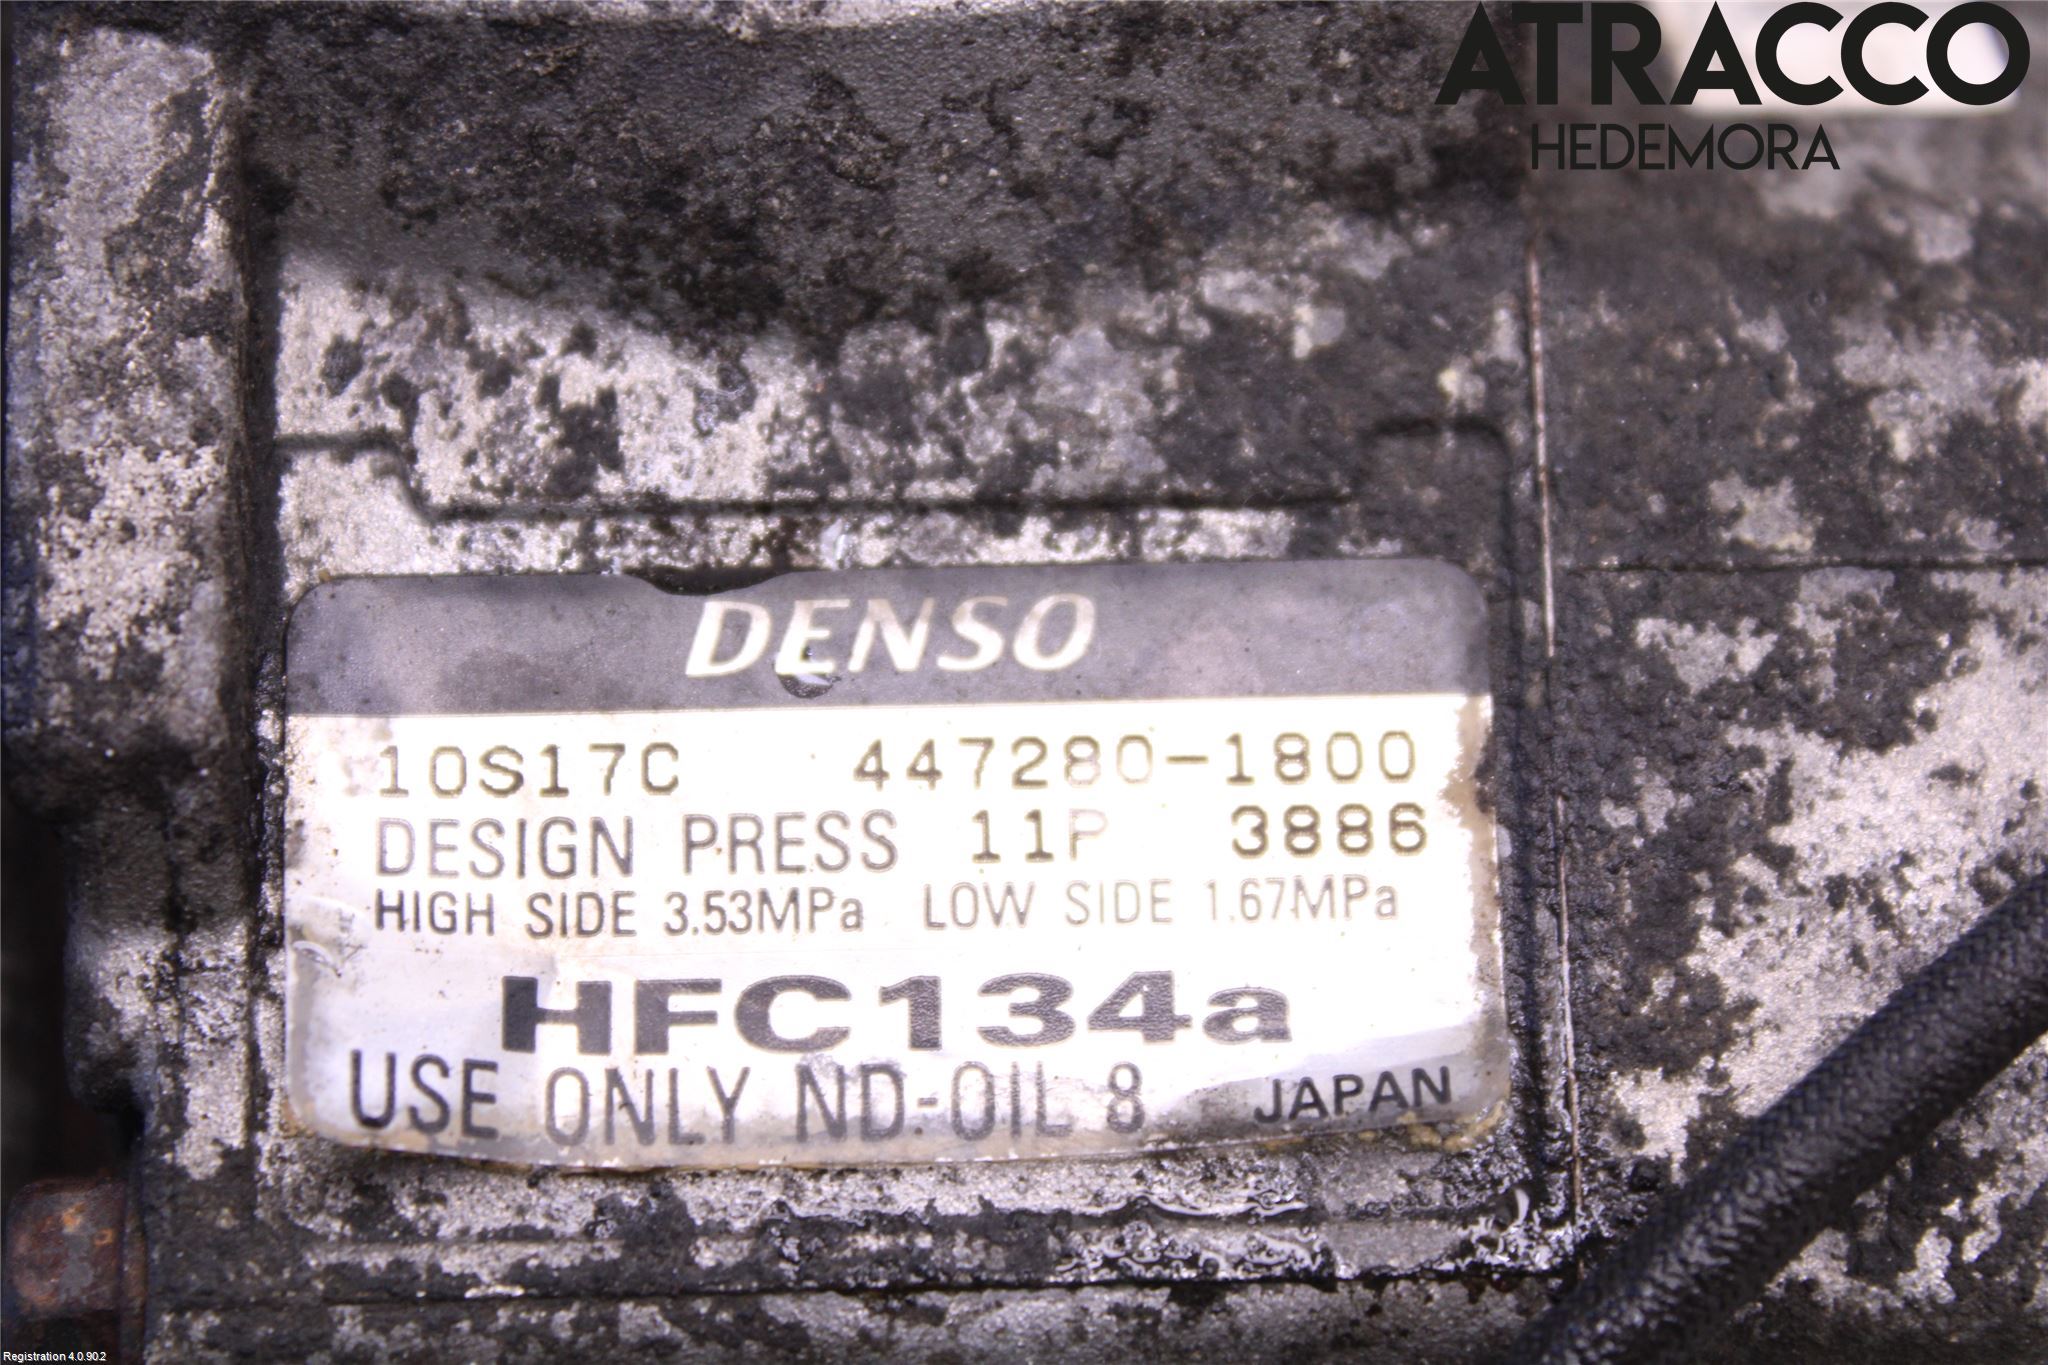 ATRACCO
HEDEMORA
DENSO
10S17C 447280-1800
DESIGN PRESS 11P 3886
HIGH SIDE 3.53MPa LOW SIDE 1.67MPa
HFC134a
USE ONLY ND-OIL 8 JAPAN
Registration 4.0.90.2